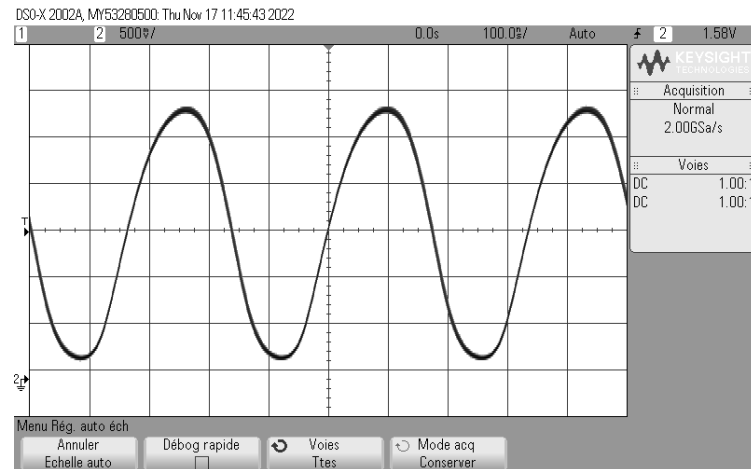 DSO-X 2002A, MY53280500: Thu Nov 17 11:45:43 2022
1 2 500♉/ 0.0s 100.0♉/ Auto 2 1.58V
KEYSIGHT
TECHNOLOGIES
Acquisition
Normal
2.00GSa/s
Voies
DC 1.00:1
DC 1.00:1
T
2
Menu Rég. auto éch
Annuler
Echelle auto
Débog rapide
Voies
Ttes
Mode acq
Conserver